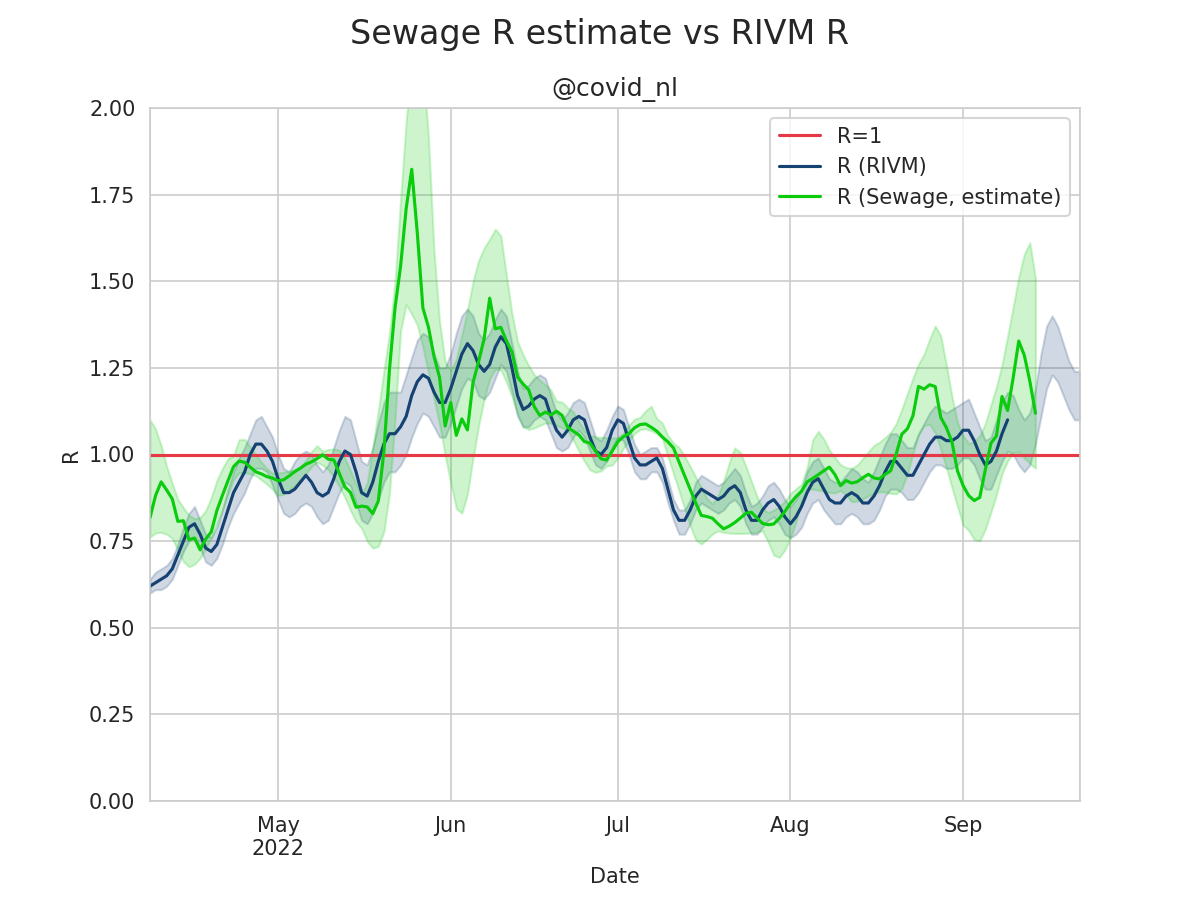 Sewage R estimate vs RIVM R
@covid_nl
R=1
R (RIVM)
R (Sewage, estimate)
2.00
1.75
1.50
1.25
1.00
0.75
0.50
0.25
0.00
R
May
2022
Jun
Jul
Aug
Sep
Date